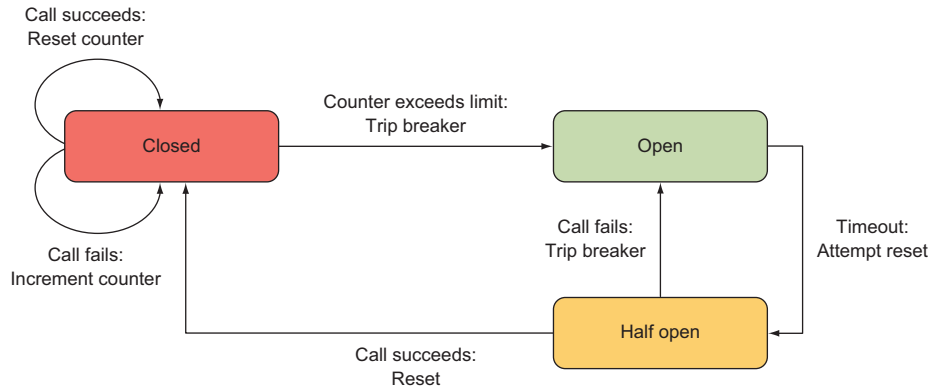 Call succeeds:
Reset counter
Counter exceeds limit:
Trip breaker
Closed
Open
Call fails:
Increment counter
Call fails:
Trip breaker
Timeout:
Attempt reset
Half open
Call succeeds:
Reset